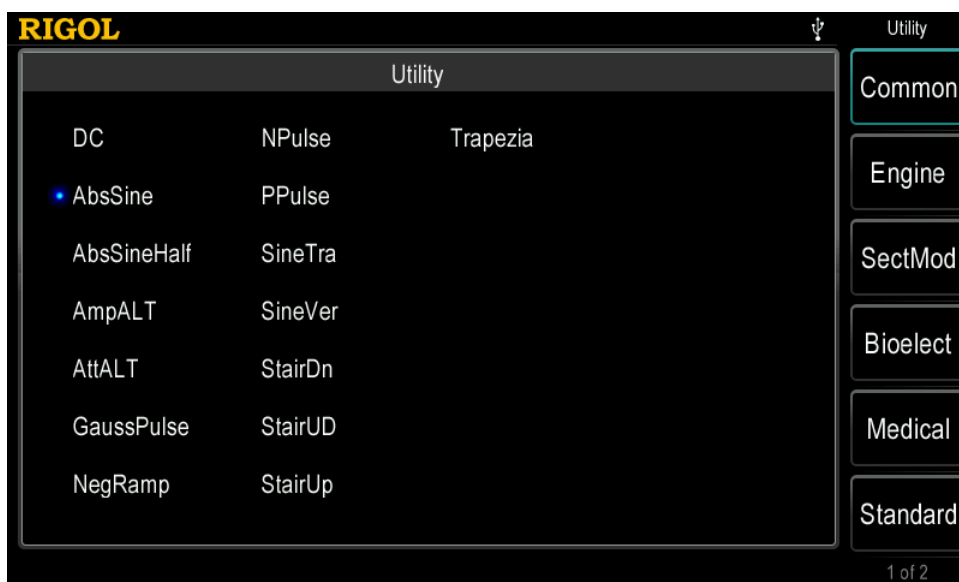 RIGOL
Utility
Utility
DC NPulse Trapezia
AbsSine PPulse
AbsSineHalf SineTra
AmpALT SineVer
AttALT StairDn
GaussPulse StairUD
NegRamp StairUp
Common
Engine
SectMod
Bioelect
Medical
Standard
1 of 2